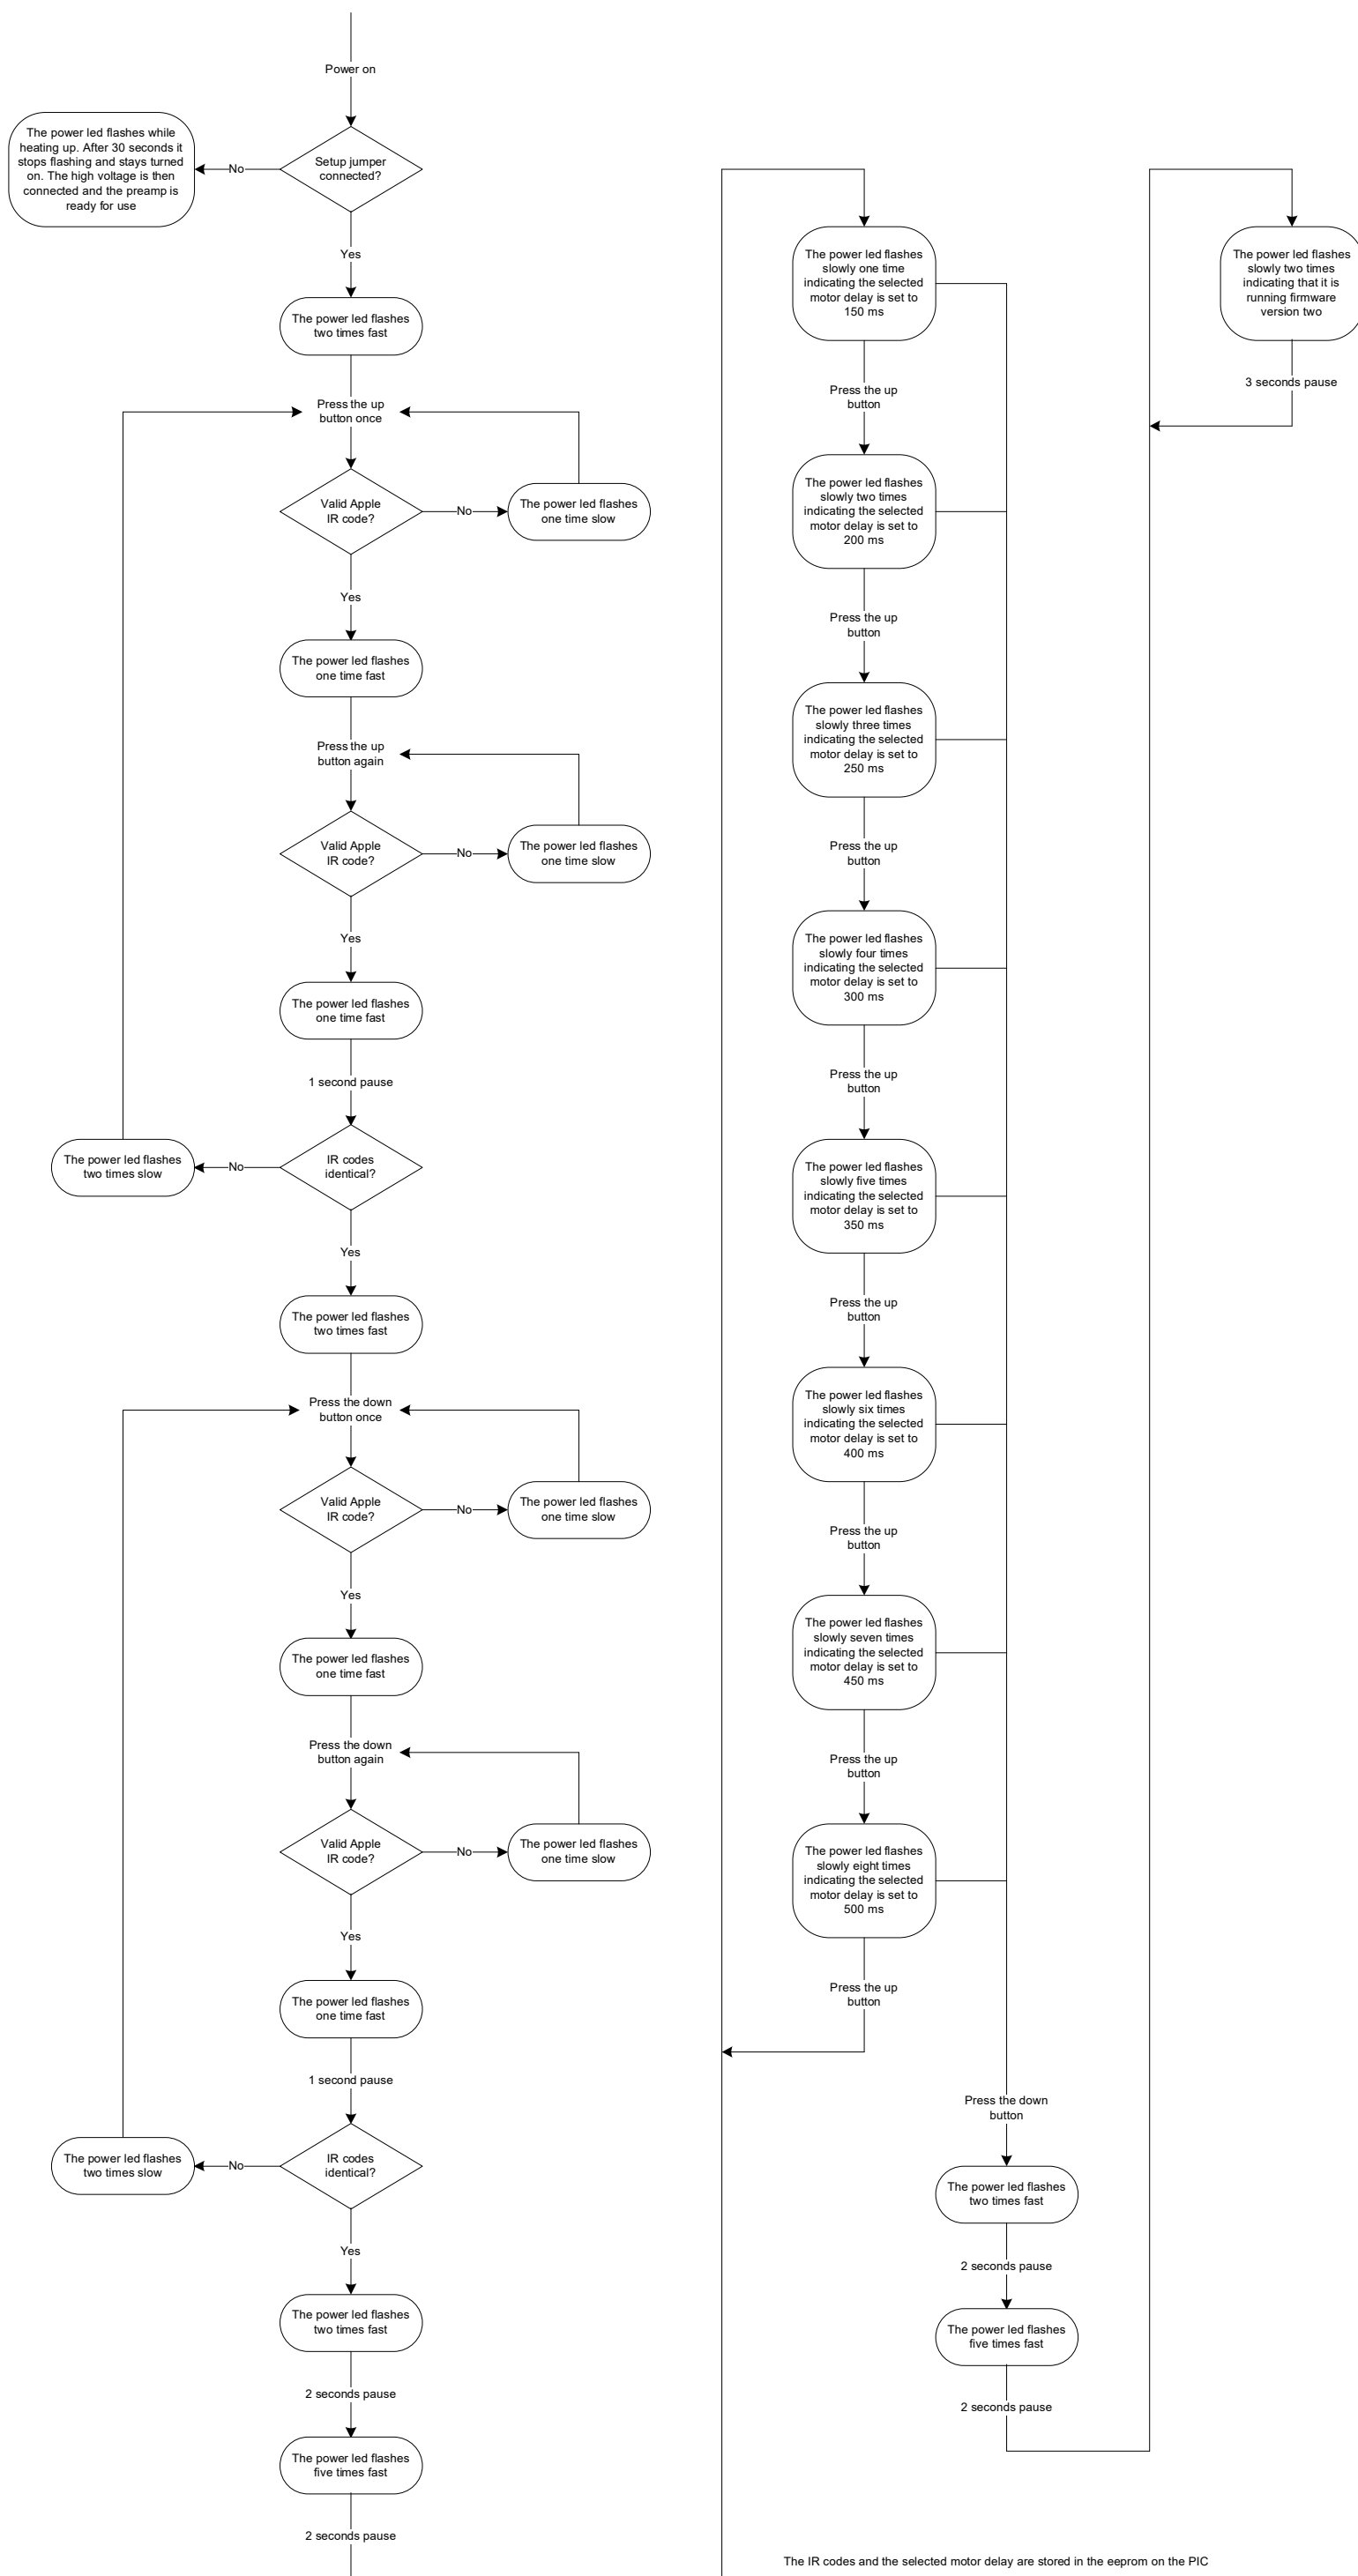 Power on
The power led flashes while
heating up. After 30 seconds it
stops flashing and stays turned
on. The high voltage is then
connected and the preamp is
ready for use
No
Setup jumper
connected?
Yes
The power led flashes
two times fast
Press the up
button once
Valid Apple
IR code?
No
The power led flashes
one time slow
Yes
The power led flashes
one time fast
Press the up
button again
Valid Apple
IR code?
No
The power led flashes
one time slow
Yes
The power led flashes
one time fast
1 second pause
The power led flashes
two times slow
No
IR codes
identical?
Yes
The power led flashes
two times fast
Press the down
button once
Valid Apple
IR code?
No
The power led flashes
one time slow
Yes
The power led flashes
one time fast
Press the down
button again
Valid Apple
IR code?
No
The power led flashes
one time slow
Yes
The power led flashes
one time fast
1 second pause
The power led flashes
two times slow
No
IR codes
identical?
Yes
The power led flashes
two times fast
2 seconds pause
The power led flashes
five times fast
2 seconds pause
The power led flashes
slowly one time
indicating the selected
motor delay is set to
150 ms
Press the up
button
The power led flashes
slowly two times
indicating the selected
motor delay is set to
200 ms
Press the up
button
The power led flashes
slowly three times
indicating the selected
motor delay is set to
250 ms
Press the up
button
The power led flashes
slowly four times
indicating the selected
motor delay is set to
300 ms
Press the up
button
The power led flashes
slowly five times
indicating the selected
motor delay is set to
350 ms
Press the up
button
The power led flashes
slowly six times
indicating the selected
motor delay is set to
400 ms
Press the up
button
The power led flashes
slowly seven times
indicating the selected
motor delay is set to
450 ms
Press the up
button
The power led flashes
slowly eight times
indicating the selected
motor delay is set to
500 ms
Press the up
button
Press the down
button
The power led flashes
two times fast
2 seconds pause
The power led flashes
five times fast
2 seconds pause
The power led flashes
slowly two times
indicating that it is
running firmware
version two
3 seconds pause
The IR codes and the selected motor delay are stored in the eeprom on the PIC